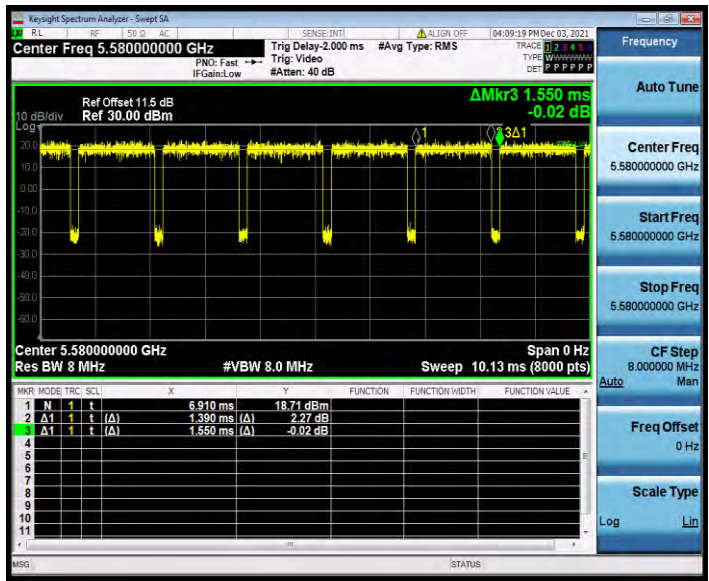 Keysight Spectrum Analyzer - Swept SA
RL RF 50 Ω AC SENSE:INT ALIGN OFF 04:09:19 PM Dec 03, 2021
Center Freq 5.580000000 GHz
PNO: Fast
IFGain:Low
Trig Delay-2.000 ms
Trig: Video
#Atten: 40 dB
#Avg Type: RMS
TRACE 1 2 3 4 5 6
TYPE WWWWWW
DET P P P P P P
ΔMkr3 1.550 ms
-0.02 dB
Ref Offset 11.5 dB
10 dB/div Ref 30.00 dBm
Log
20.0
10.0
0.00
-10.0
-20.0
-30.0
-40.0
-50.0
-60.0
1
3Δ1
Center 5.580000000 GHz Span 0 Hz
Res BW 8 MHz #VBW 8.0 MHz Sweep 10.13 ms (8000 pts)
MKR MODE TRC SCL X Y FUNCTION FUNCTION WIDTH FUNCTION VALUE
1 N 1 t 6.910 ms 18.71 dBm
2 Δ1 1 t (Δ) 1.390 ms (Δ) 2.27 dB
3 Δ1 1 t (Δ) 1.550 ms (Δ) -0.02 dB
4
5
6
7
8
9
10
11
MSG STATUS
Frequency
Auto Tune
Center Freq
5.580000000 GHz
Start Freq
5.580000000 GHz
Stop Freq
5.580000000 GHz
CF Step
8.000000 MHz
Auto Man
Freq Offset
0 Hz
Scale Type
Log Lin